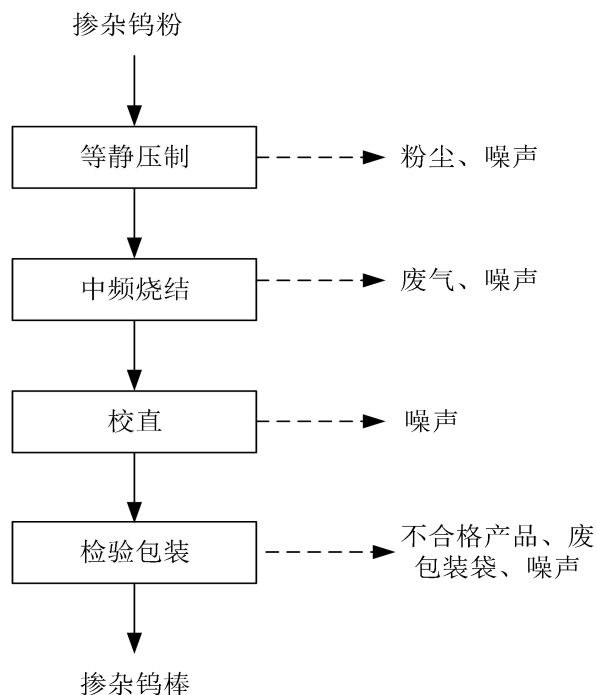 掺杂钨粉
等静压制
粉尘、噪声
中频烧结
废气、噪声
校直
噪声
检验包装
不合格产品、废
包装袋、噪声
掺杂钨棒